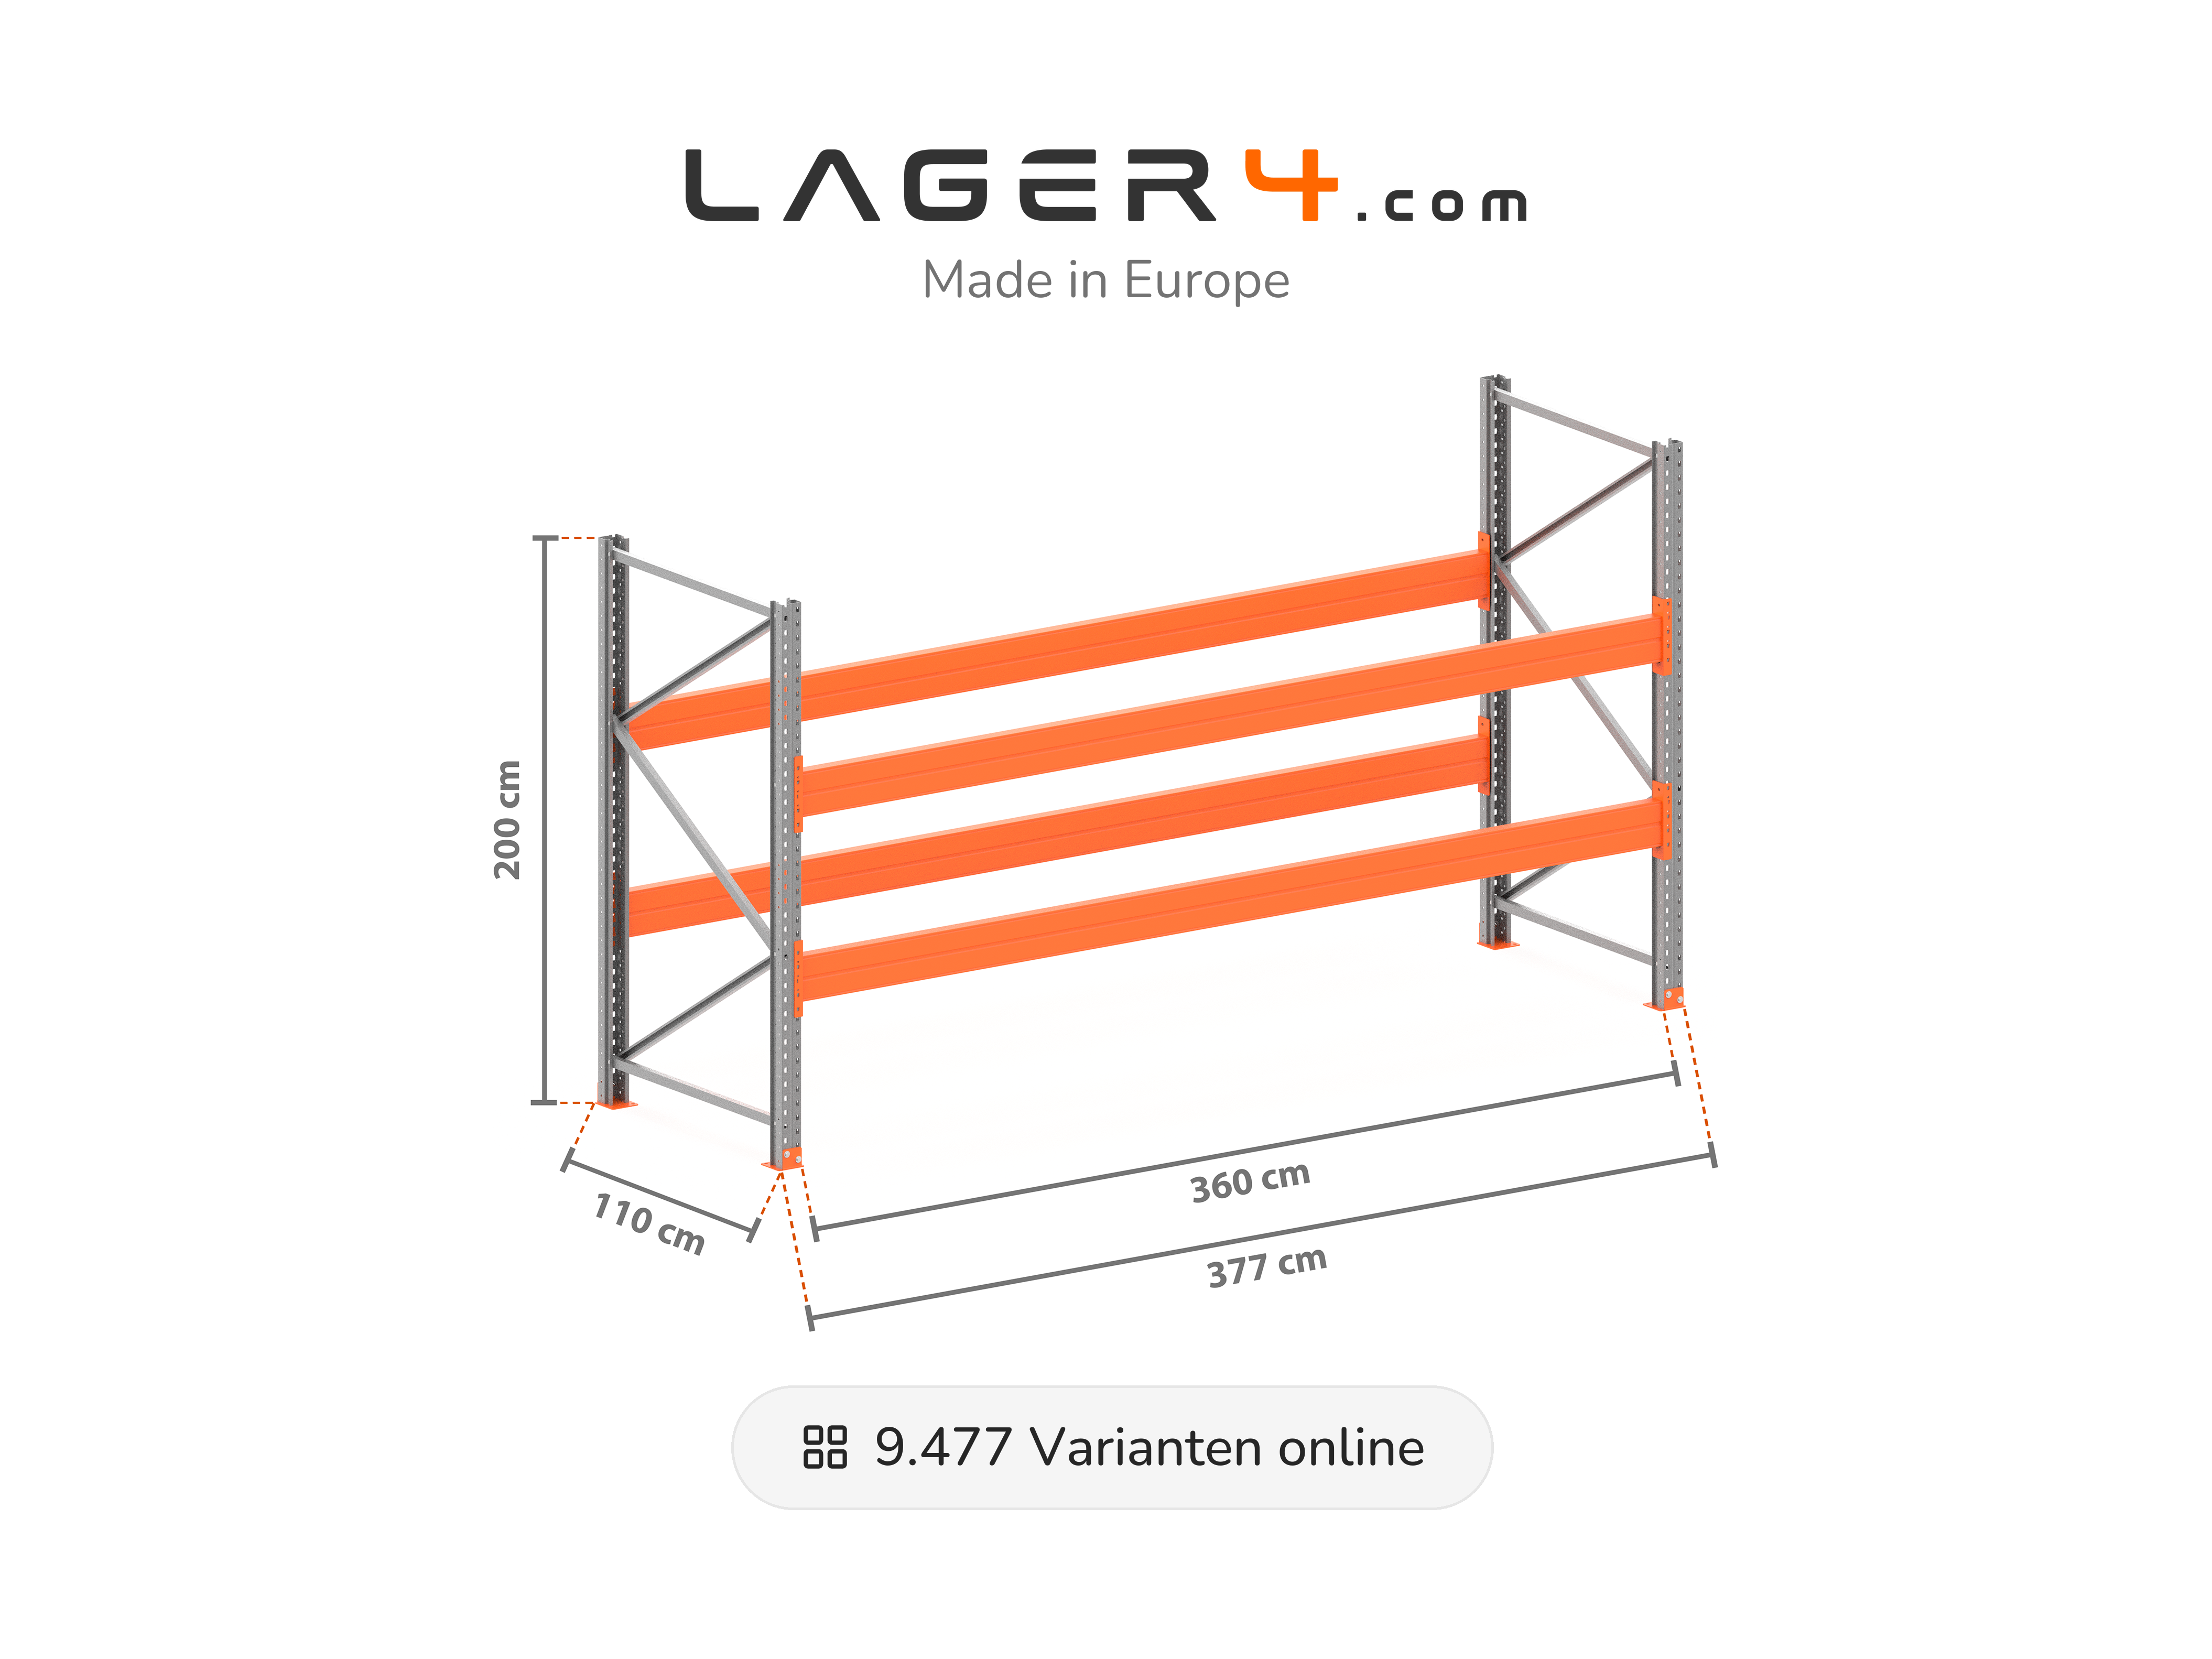 LAGER4.com
Made in Europe
200 cm
110 cm
360 cm
377 cm
9.477 Varianten online